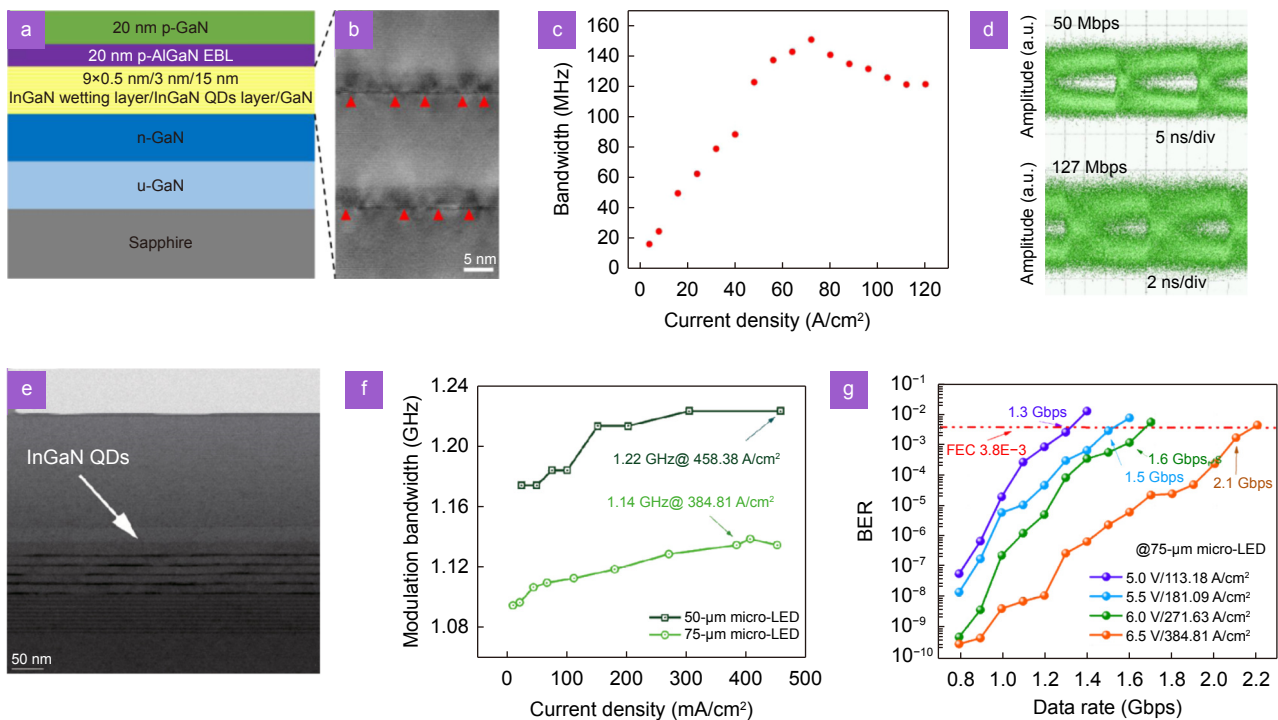 a
20 nm p-GaN
20 nm p-AlGaN EBL
9×0.5 nm/3 nm/15 nm
InGaN wetting layer/InGaN QDs layer/GaN
n-GaN
u-GaN
Sapphire
b
5 nm
c
Bandwidth (MHz)
160
140
120
100
80
60
40
20
0
0 20 40 60 80 100 120
Current density (A/cm²)
d
50 Mbps
Amplitude (a.u.)
5 ns/div
127 Mbps
Amplitude (a.u.)
2 ns/div
e
InGaN QDs
50 nm
f
Modulation bandwidth (GHz)
1.24
1.20
1.16
1.12
1.08
1.22 GHz@ 458.38 A/cm²
1.14 GHz@ 384.81 A/cm²
50-μm micro-LED
75-μm micro-LED
0 100 200 300 400 500
Current density (mA/cm²)
g
BER
10⁻¹
10⁻²
10⁻³
10⁻⁴
10⁻⁵
10⁻⁶
10⁻⁷
10⁻⁸
10⁻⁹
10⁻¹⁰
1.3 Gbps
FEC 3.8E−3
1.6 Gbps
1.5 Gbps
2.1 Gbps
@75-μm micro-LED
5.0 V/113.18 A/cm²
5.5 V/181.09 A/cm²
6.0 V/271.63 A/cm²
6.5 V/384.81 A/cm²
0.8 1.0 1.2 1.4 1.6 1.8 2.0 2.2
Data rate (Gbps)